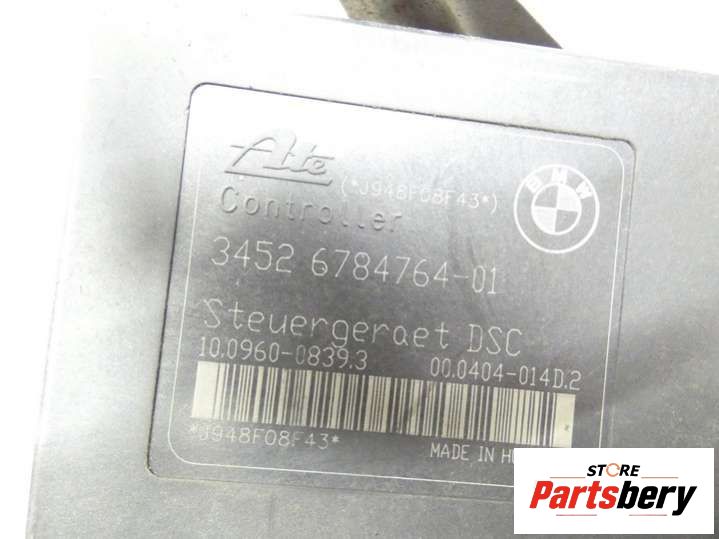 Ate
(*J948F08F43*)
BMW
Controller
3452 6784764-01
Steuergeraet DSC
10.0960-0839.3 00.0404-014D.2
*J948F08F43*
MADE IN
STORE
Partsbery